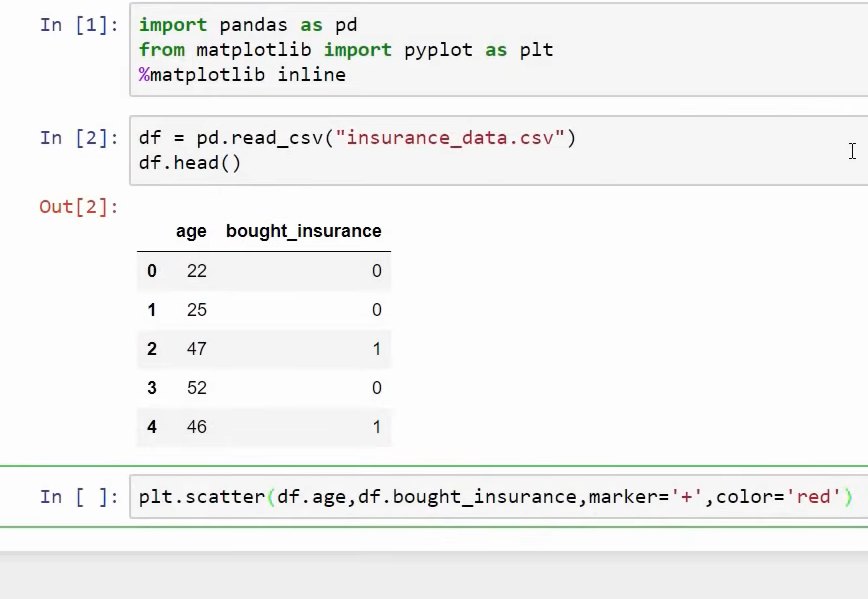 In [1]: import pandas as pd
from matplotlib import pyplot as plt
%matplotlib inline
In [2]: df = pd.read_csv("insurance_data.csv")
df.head()
Out[2]:
age bought_insurance
0 22 0
1 25 0
2 47 1
3 52 0
4 46 1
In [ ]: plt.scatter(df.age,df.bought_insurance,marker='+',color='red')